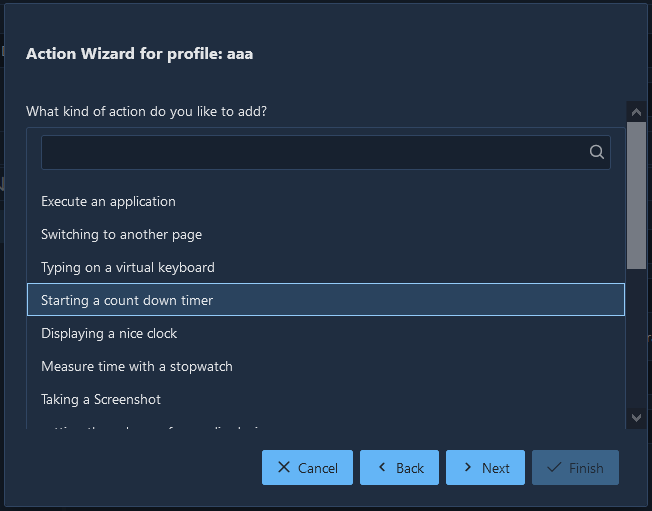 Action Wizard for profile: aaa
What kind of action do you like to add?
Execute an application
Switching to another page
Typing on a virtual keyboard
Starting a count down timer
Displaying a nice clock
Measure time with a stopwatch
Taking a Screenshot
Cancel
Back
Next
Finish